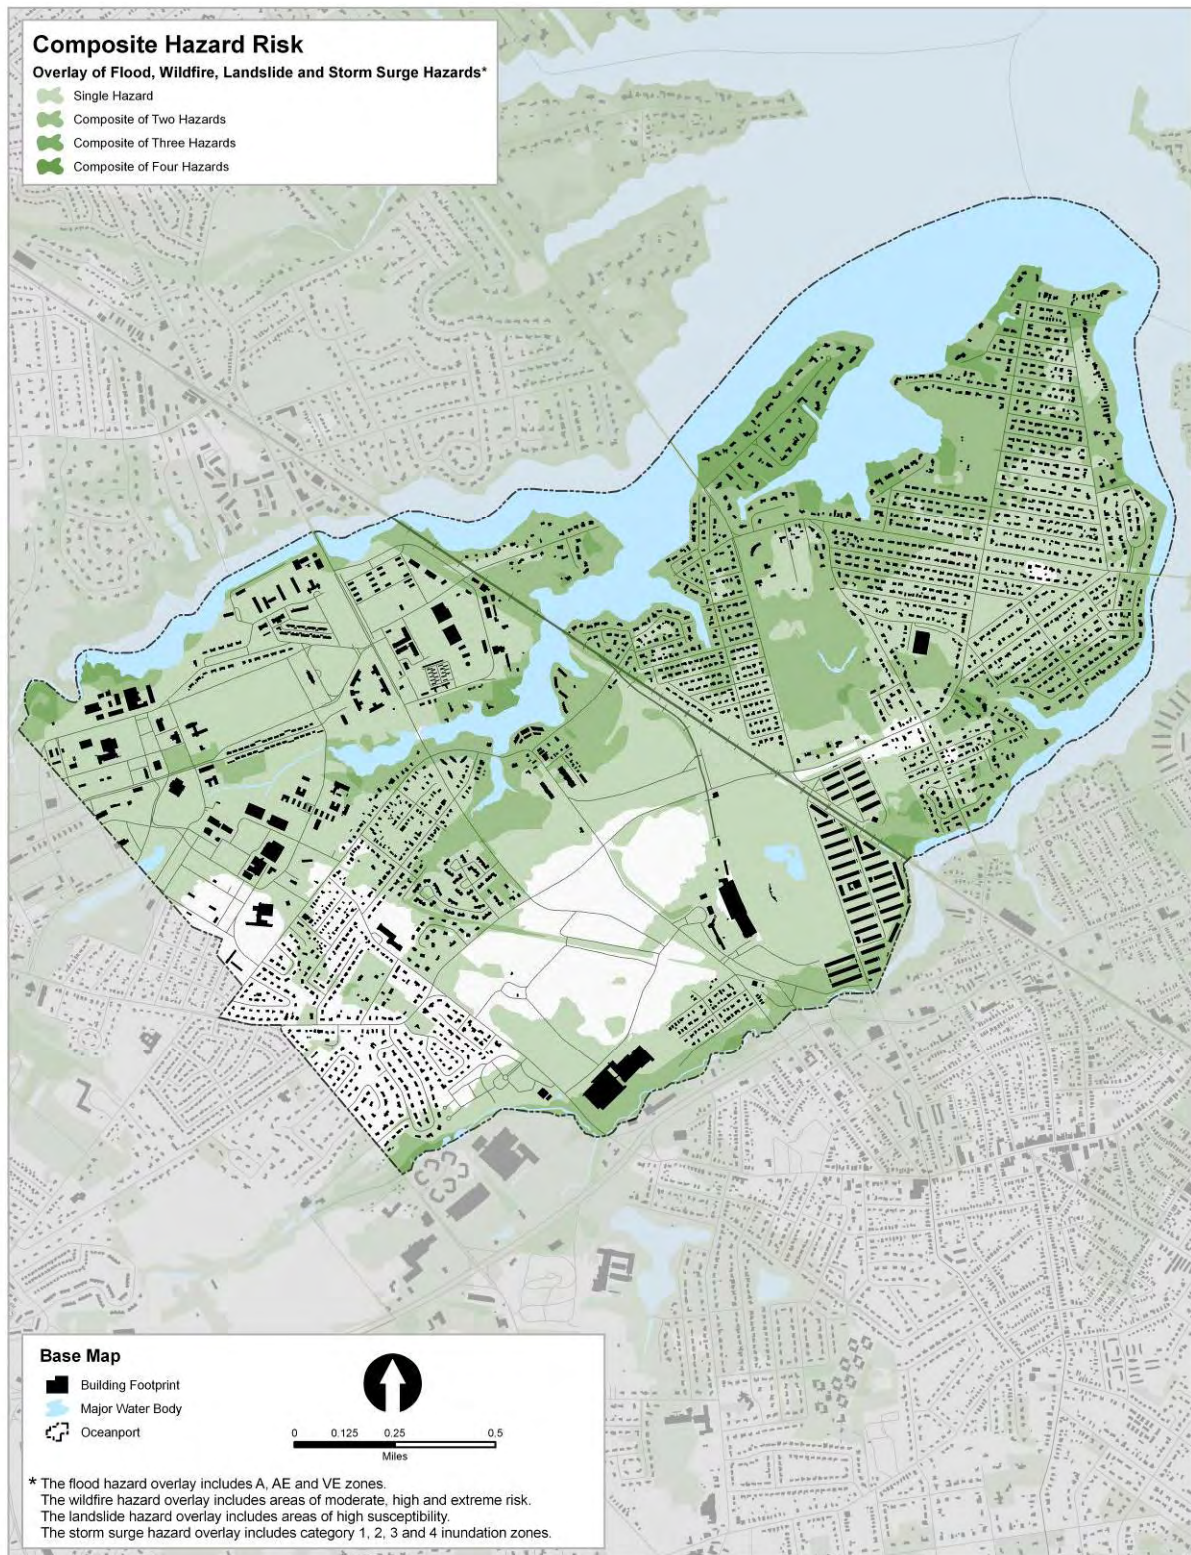 Composite Hazard Risk
Overlay of Flood, Wildfire, Landslide and Storm Surge Hazards*
Single Hazard
Composite of Two Hazards
Composite of Three Hazards
Composite of Four Hazards
Base Map
Building Footprint
Major Water Body
Oceanport
0 0.125 0.25 0.5
Miles
* The flood hazard overlay includes A, AE and VE zones.
The wildfire hazard overlay includes areas of moderate, high and extreme risk.
The landslide hazard overlay includes areas of high susceptibility.
The storm surge hazard overlay includes category 1, 2, 3 and 4 inundation zones.